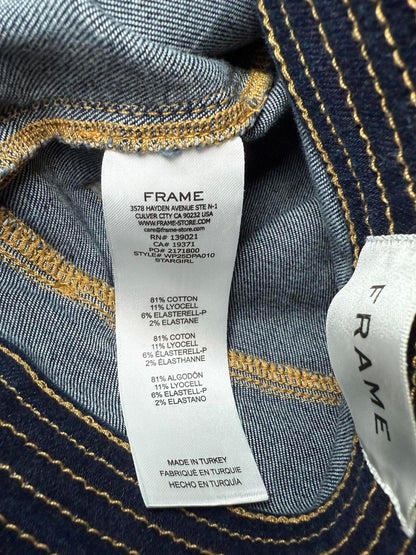 FRAME
3578 HAYDEN AVENUE STE N-1
CULVER CITY CA 90232 USA
WWW.FRAME-STORE.COM
care@frame-store.com
RN# 139021
CA# 19371
PO# 2171800
STYLE# WP25DPA010
STARGIRL
81% COTTON
11% LYOCELL
6% ELASTERELL-P
2% ELASTANE
81% COTON
11% LYOCELL
6% ELASTERELL-P
2% ÉLASTHANNE
81% ALGODÓN
11% LYOCELL
6% ELASTELL-P
2% ELASTANO
MADE IN TURKEY
FABRIQUÉ EN TURQUIE
HECHO EN TURQUÍA
FRAME